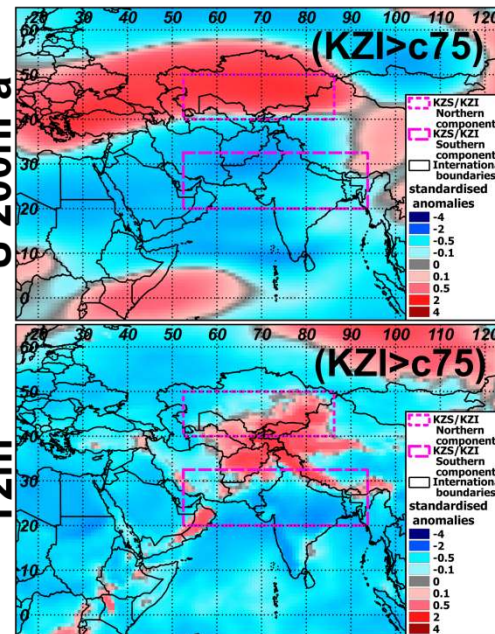 20 30 40 50 60 70 80 90 100 110 120
(KZI>c75)
60
50
40
30
20
10
0
KZS/KZI
Northern
component
KZS/KZI
Southern
component
boundaries
standardised
anomalies
-4
-2
-0.5
-0.1
0
0.1
0.5
2
4
20 30 40 50 60 70 80 90 100 110 120
(KZI>c75)
60
50
40
30
20
10
0
T2m
KZS/KZI
Northern
component
KZS/KZI
Southern
component
boundaries
standardised
anomalies
-4
-2
-0.5
-0.1
0
0.1
0.5
2
4